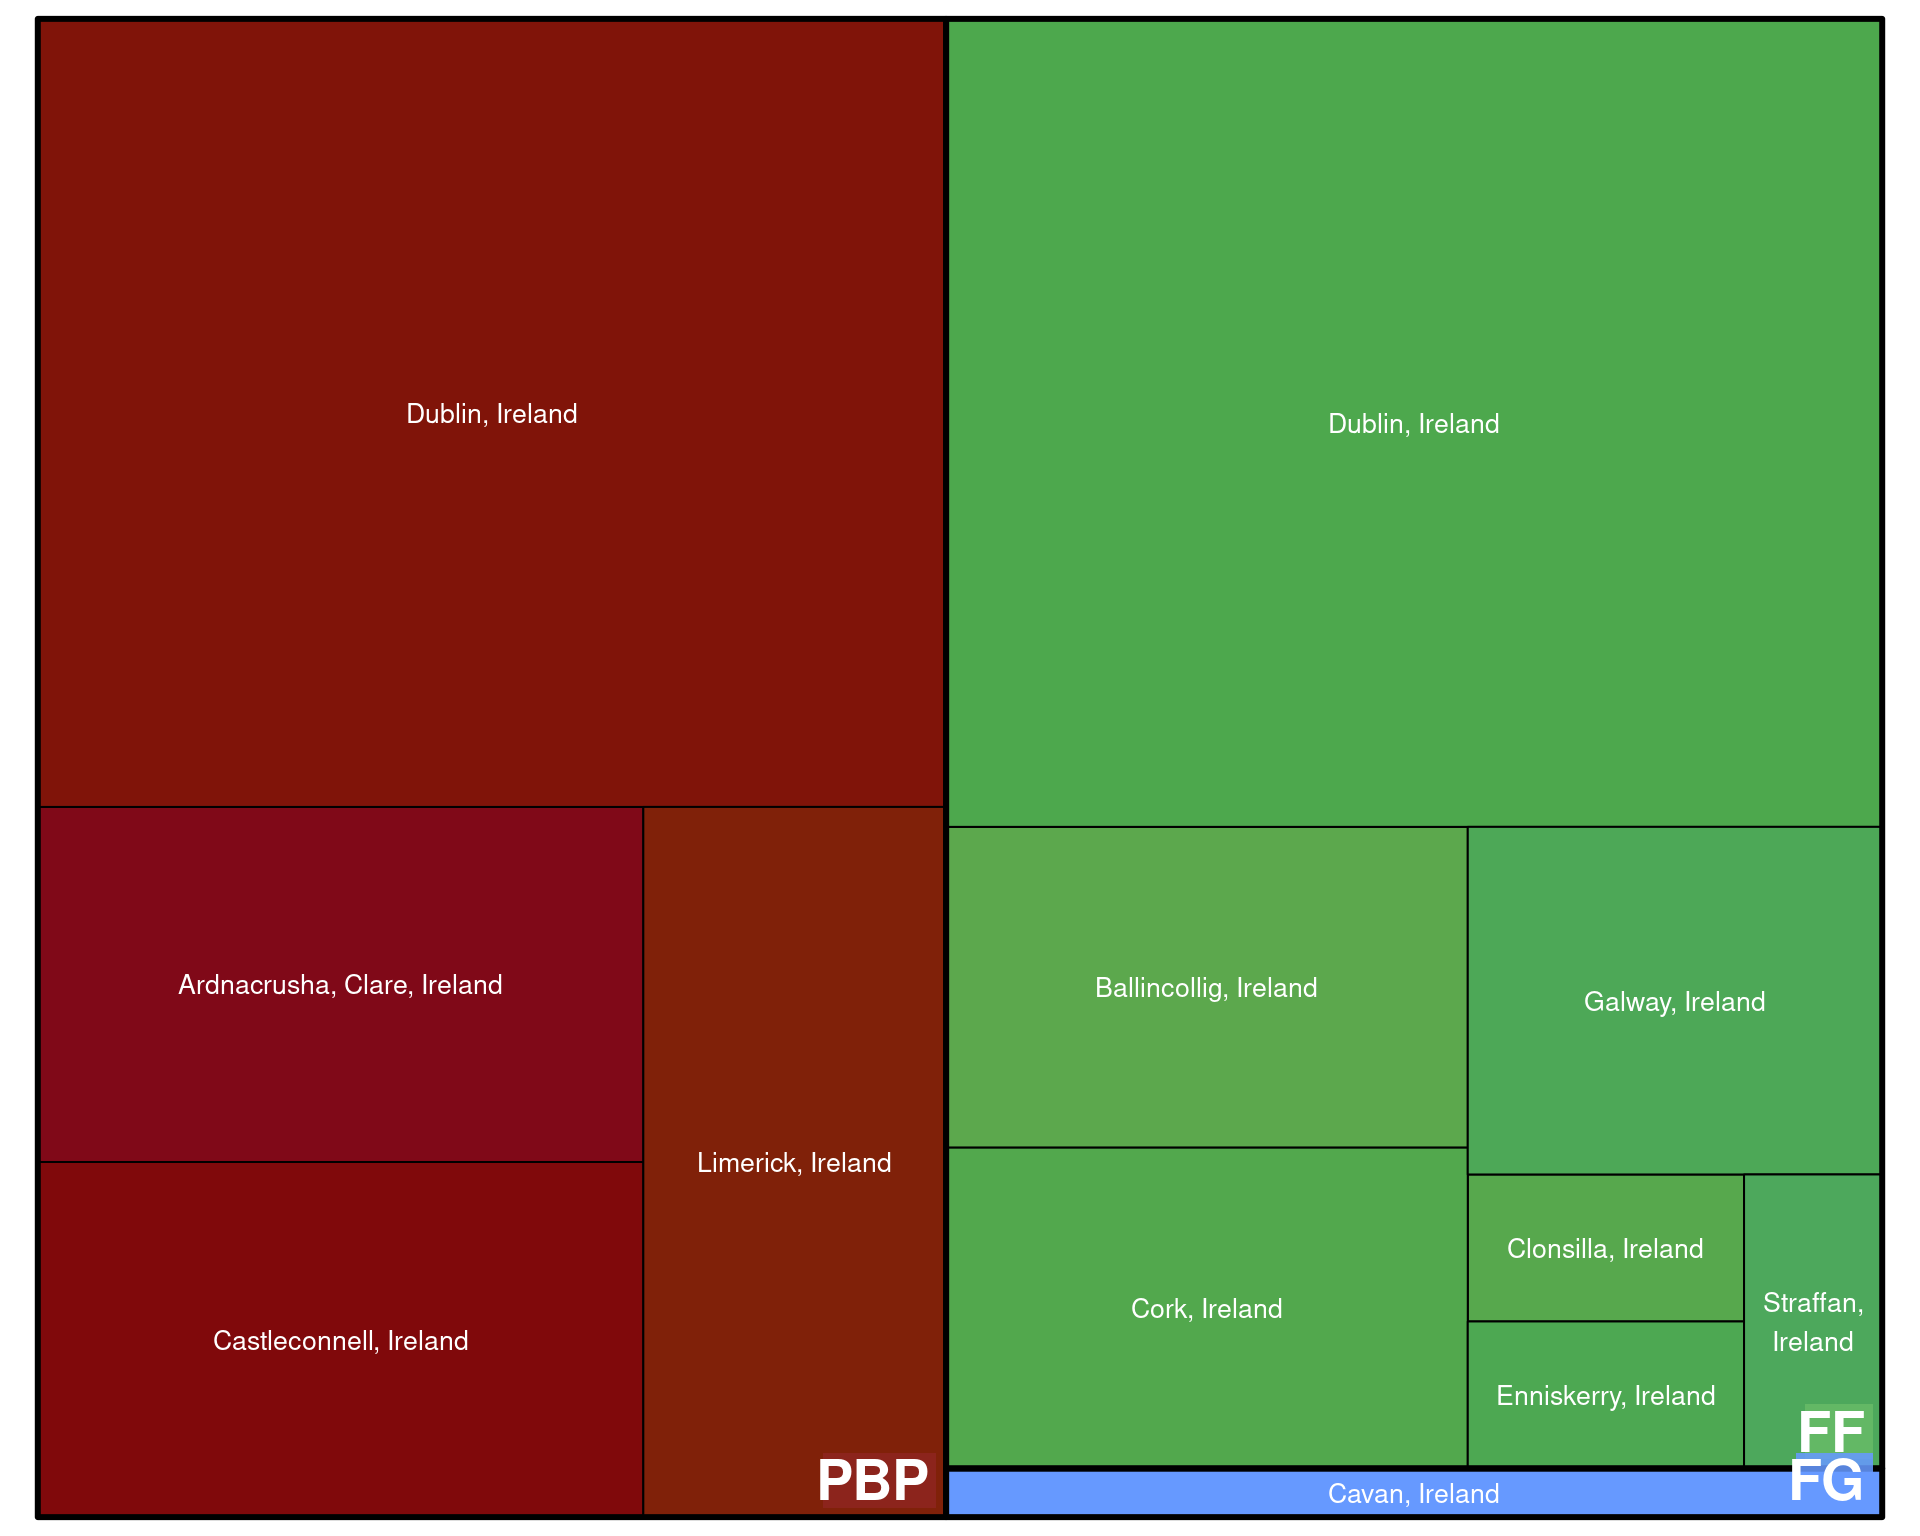 Dublin, Ireland
Ardnacrusha, Clare, Ireland
Castleconnell, Ireland
Limerick, Ireland
PBP
Dublin, Ireland
Ballincollig, Ireland
Cork, Ireland
Galway, Ireland
Clonsilla, Ireland
Enniskerry, Ireland
Straffan,
Ireland
FF
Cavan, Ireland
FG